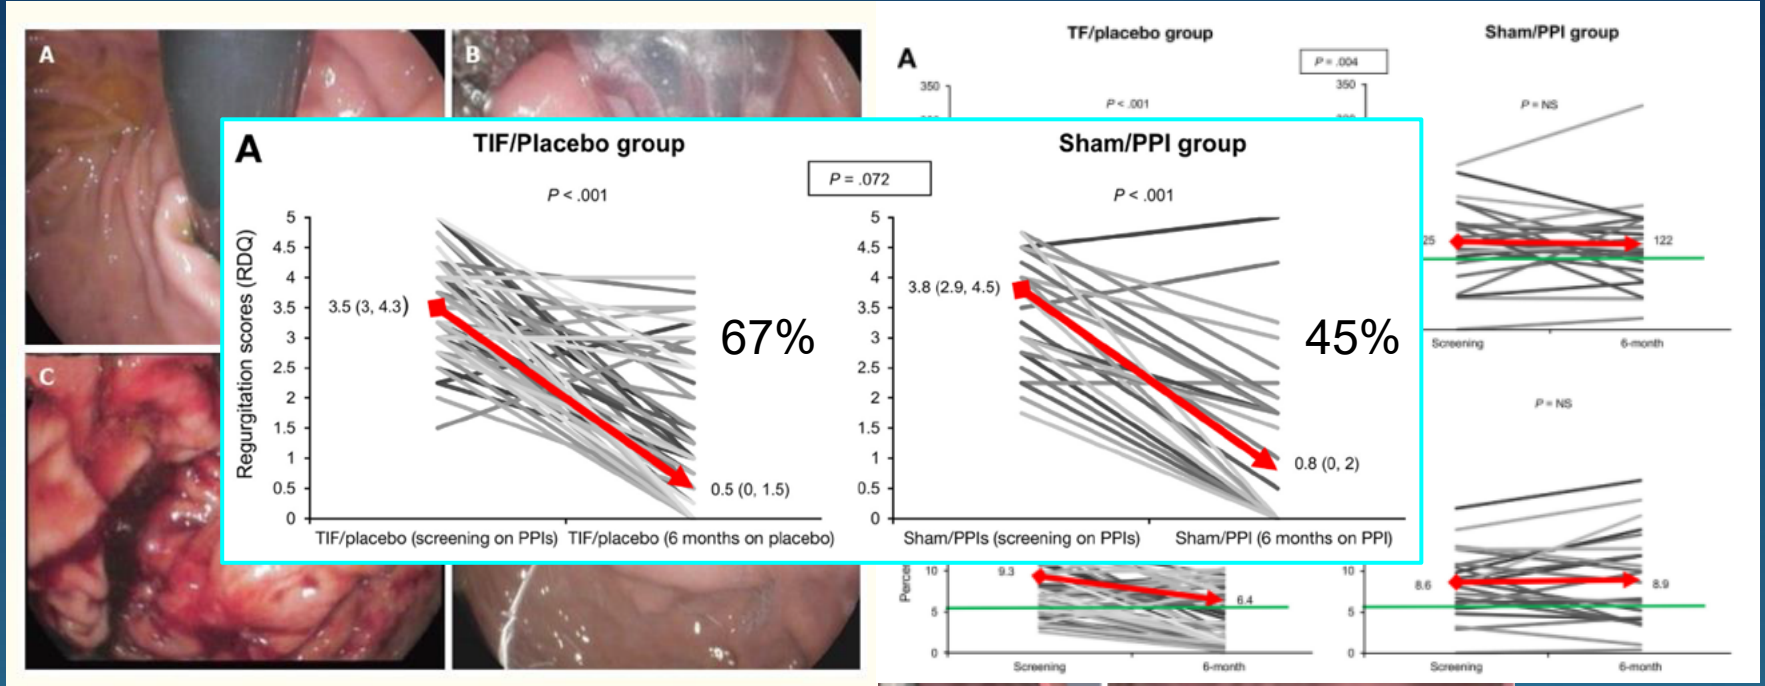 A
B
C
TF/placebo group
Sham/PPI group
A
P = .004
350
P < .001
350
P = NS
122
Screening
6-month
P = NS
A
TIF/Placebo group
Sham/PPI group
P = .072
P < .001
P < .001
Regurgitation scores (RDQ)
5
4.5
4
3.5
3
2.5
2
1.5
1
0.5
0
3.5 (3, 4.3)
67%
0.5 (0, 1.5)
TIF/placebo (screening on PPIs)
TIF/placebo (6 months on placebo)
5
4.5
4
3.5
3
2.5
2
1.5
1
0.5
0
3.8 (2.9, 4.5)
45%
0.8 (0, 2)
Sham/PPIs (screening on PPIs)
Sham/PPI (6 months on PPI)
10
5
0
9.3
6.4
Screening
6-month
10
5
0
8.6
8.9
Screening
6-month